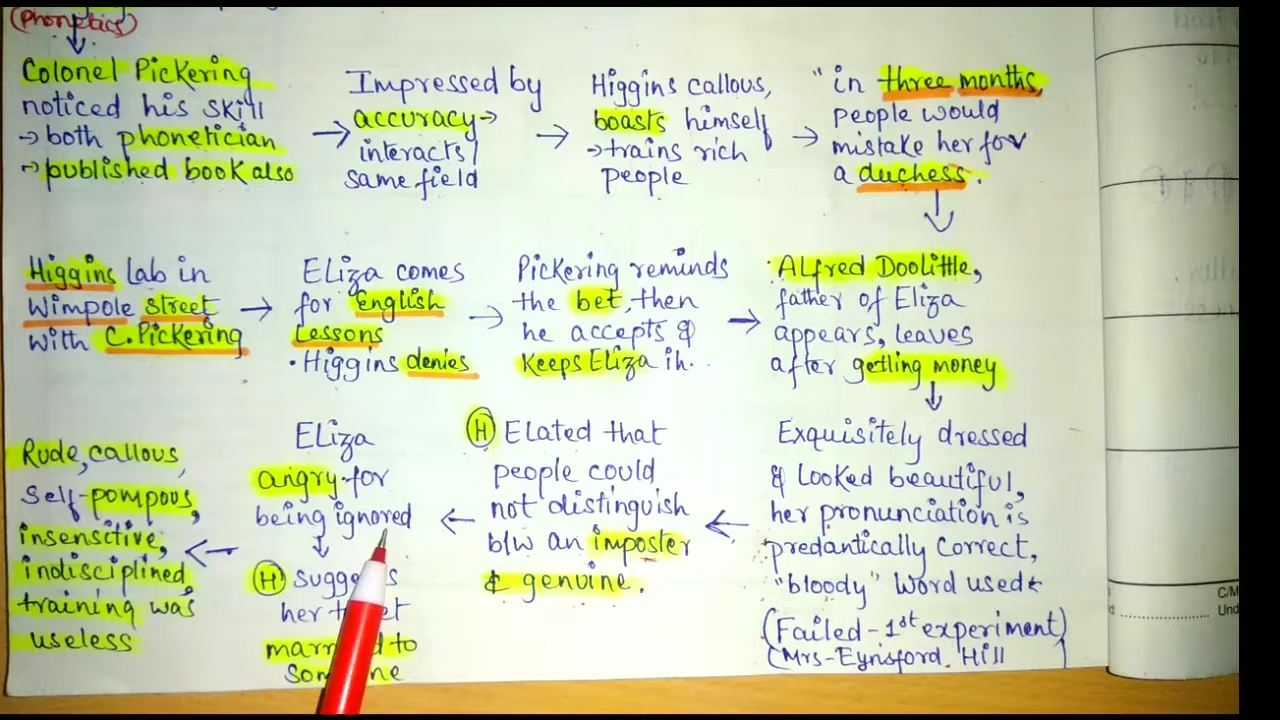 (Phonetics)
Colonel Pickering
noticed his skill
→ both phonetician
→ published book also
→ Impressed by
accuracy→
interacts/
same field
→ Higgins callous,
boasts himself
→trains rich
people
→ "in three months,
people would
mistake her for
a duchess.
Higgins Lab in
Wimpole street
with C. Pickering
→ Eliza comes
for English
Lessons
• Higgins denies
→ Pickering reminds
the bet, then
he accepts &
Keeps Eliza in..
→ • Alfred Doolittle,
father of Eliza
appears, leaves
after getling money
Exquisitely dressed
& Looked beautiful,
her pronunciation is
predantically correct,
"bloody" word used
(Failed - 1st experiment)
(Mrs-Eynsford Hill)
(H) Elated that
people could
not distinguish
b/w an imposter
& genuine.
Eliza
angry for
being ignored
(H) sugges s
her t et
mar d to
So ne
Rude, callous,
Self-pompous,
insensitive,
indisciplined
training was
useless
C/M
Und